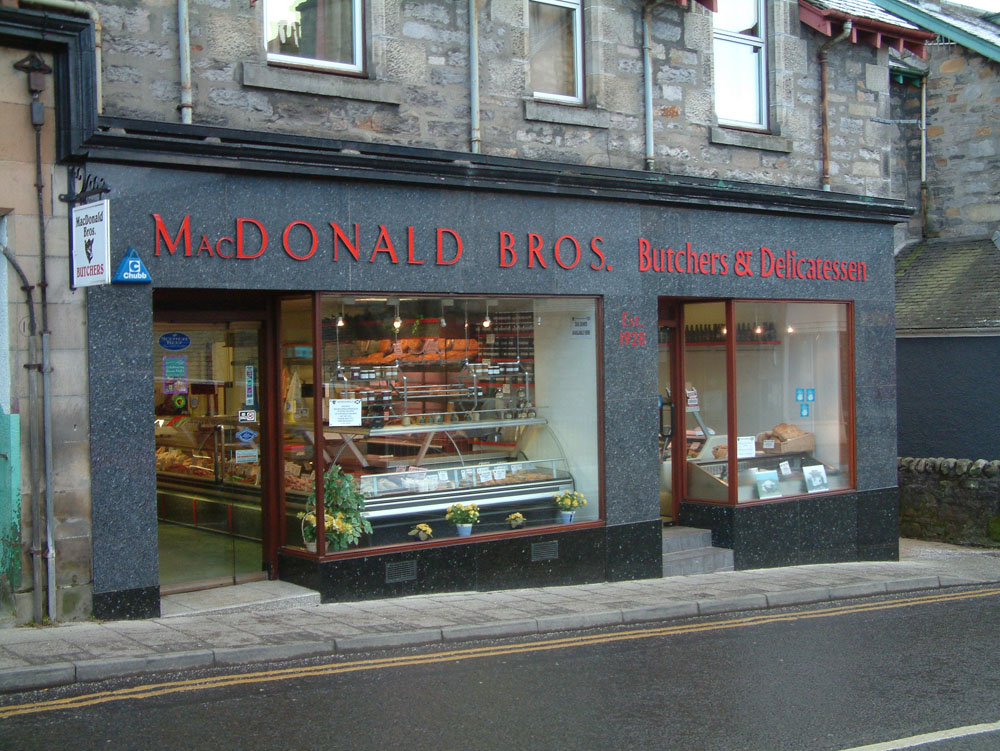 MacDonald Bros. Butchers & Delicatessen
MacDonald
Bros.
BUTCHERS
Chubb
Est.
1928